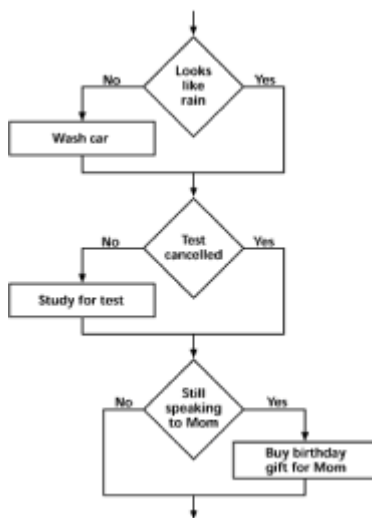 Looks
like
rain
No
Yes
Wash car
Test
cancelled
No
Yes
Study for test
Still
speaking
to Mom
No
Yes
Buy birthday
gift for Mom